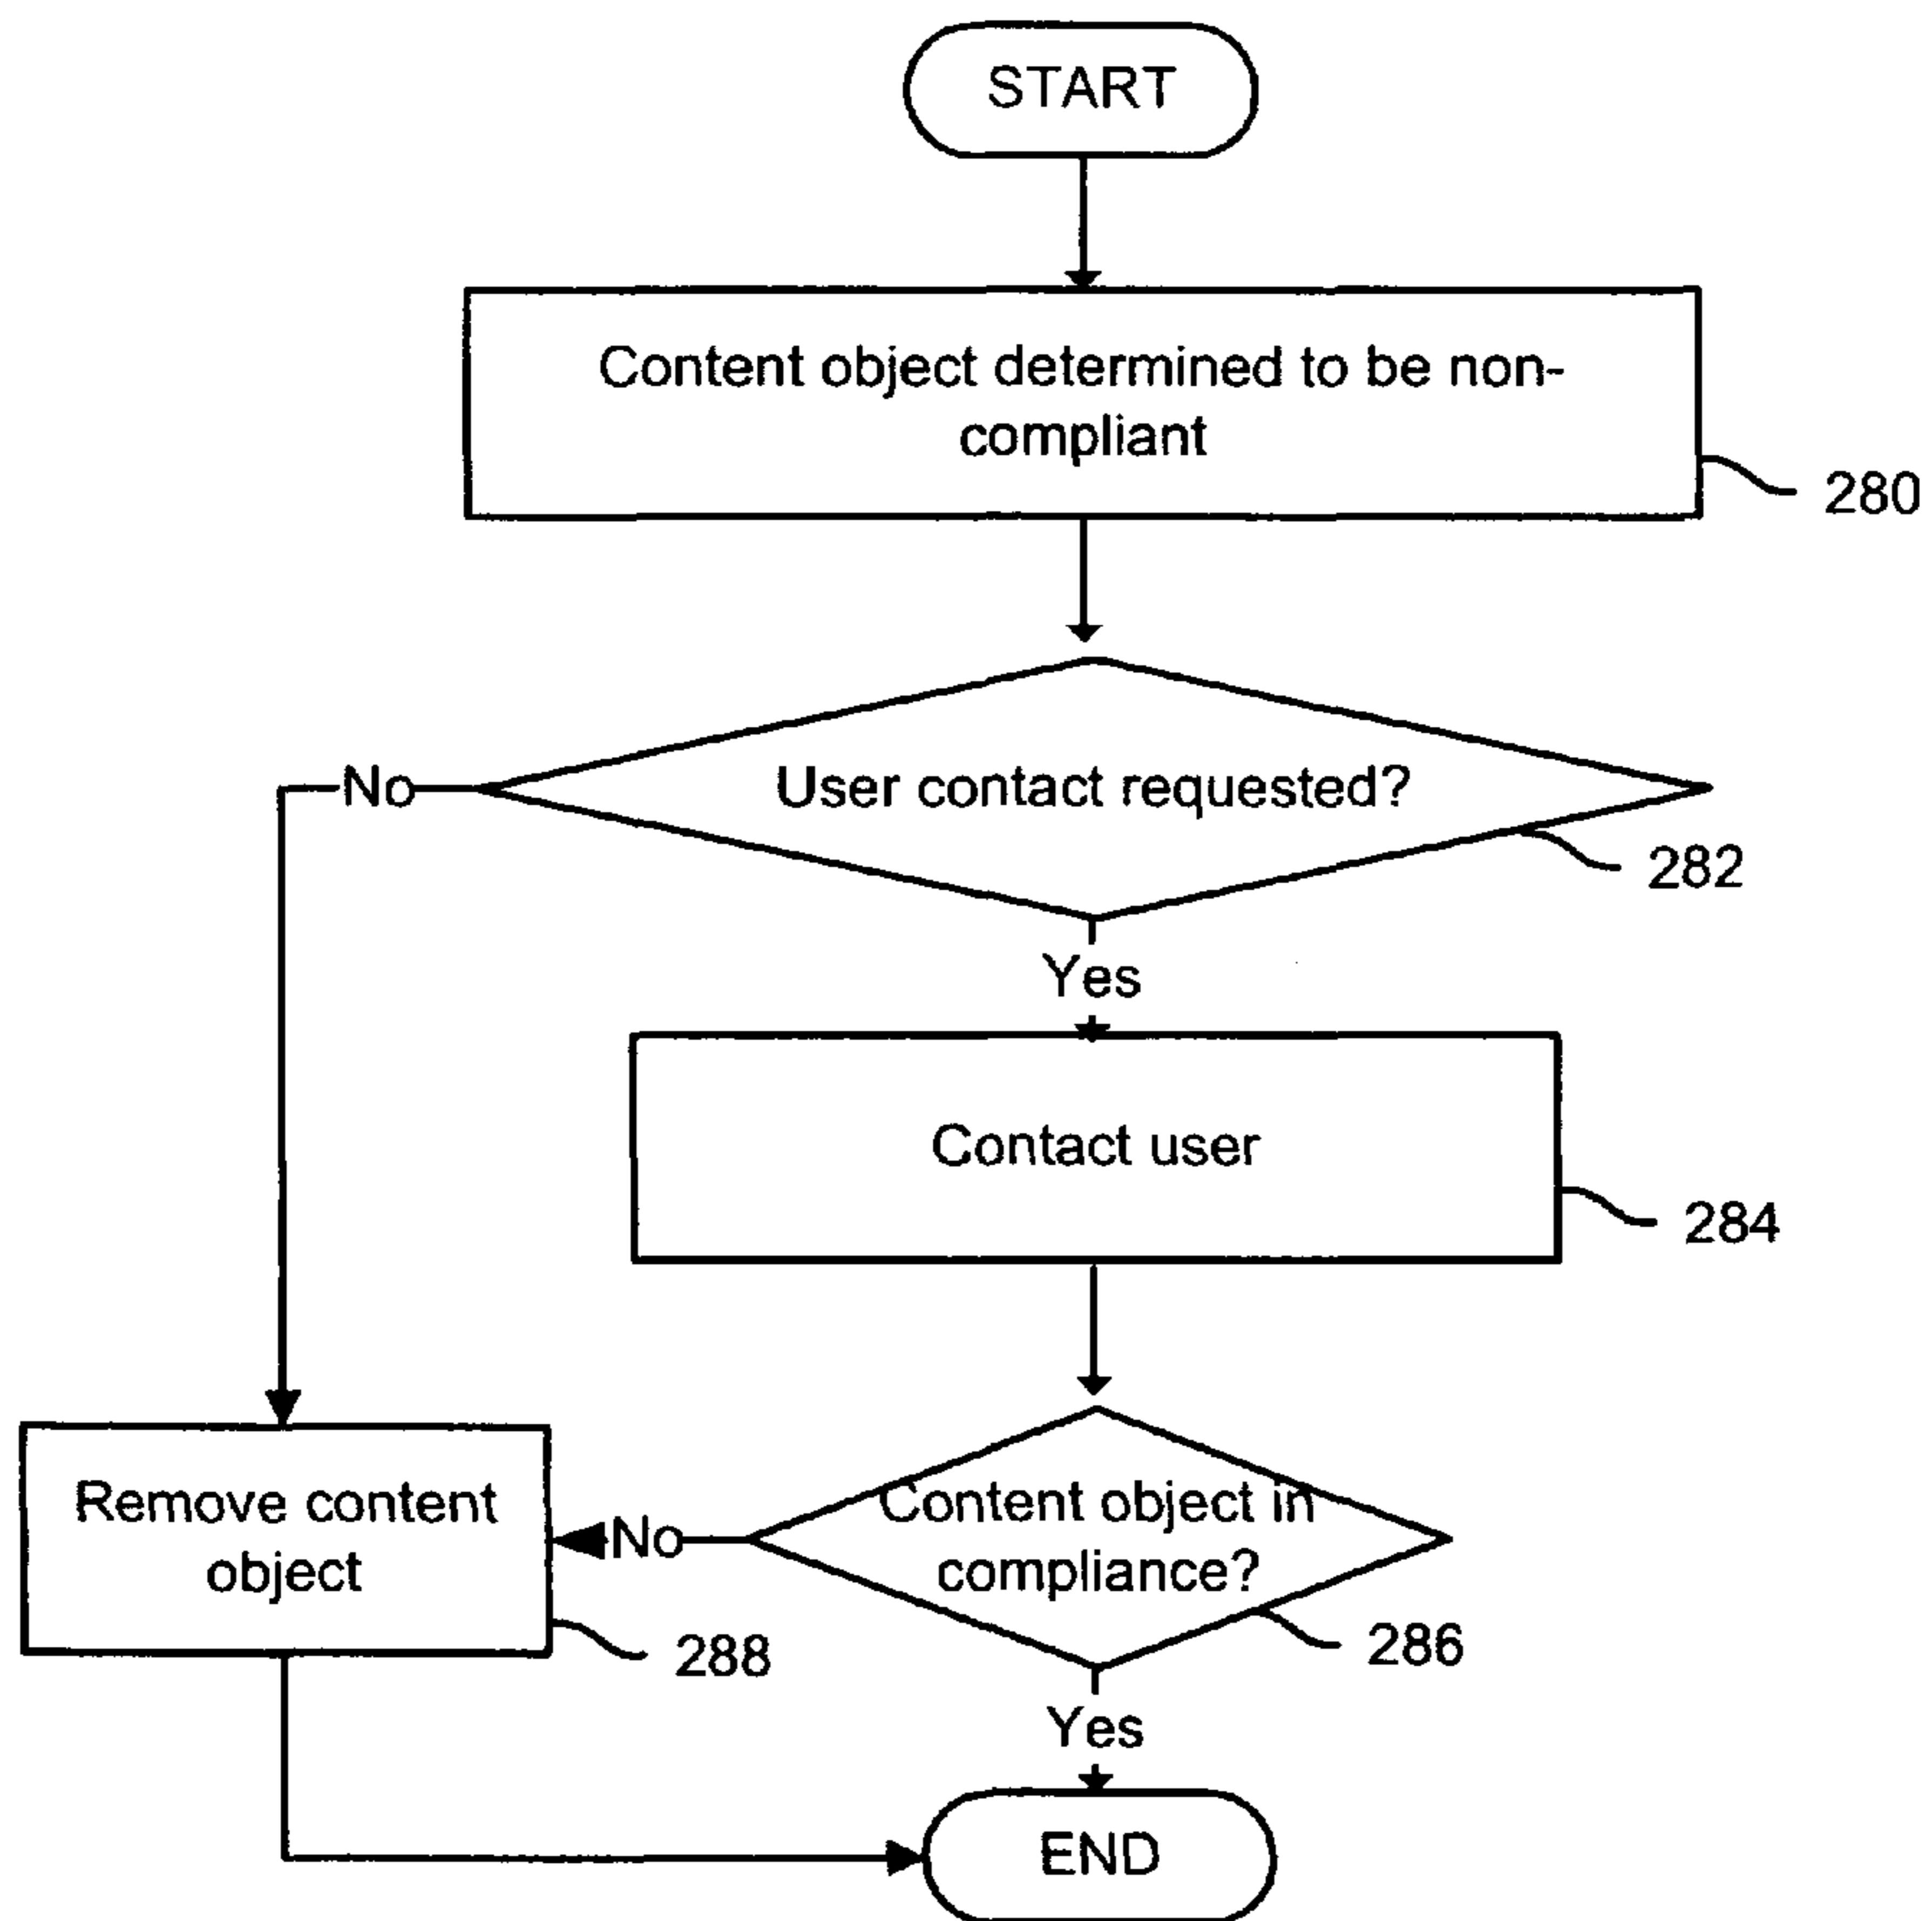 START
Content object determined to be non-
compliant
280
No
User contact requested?
282
Yes
Contact user
284
Remove content
object
288
No
Content object in
compliance?
286
Yes
END